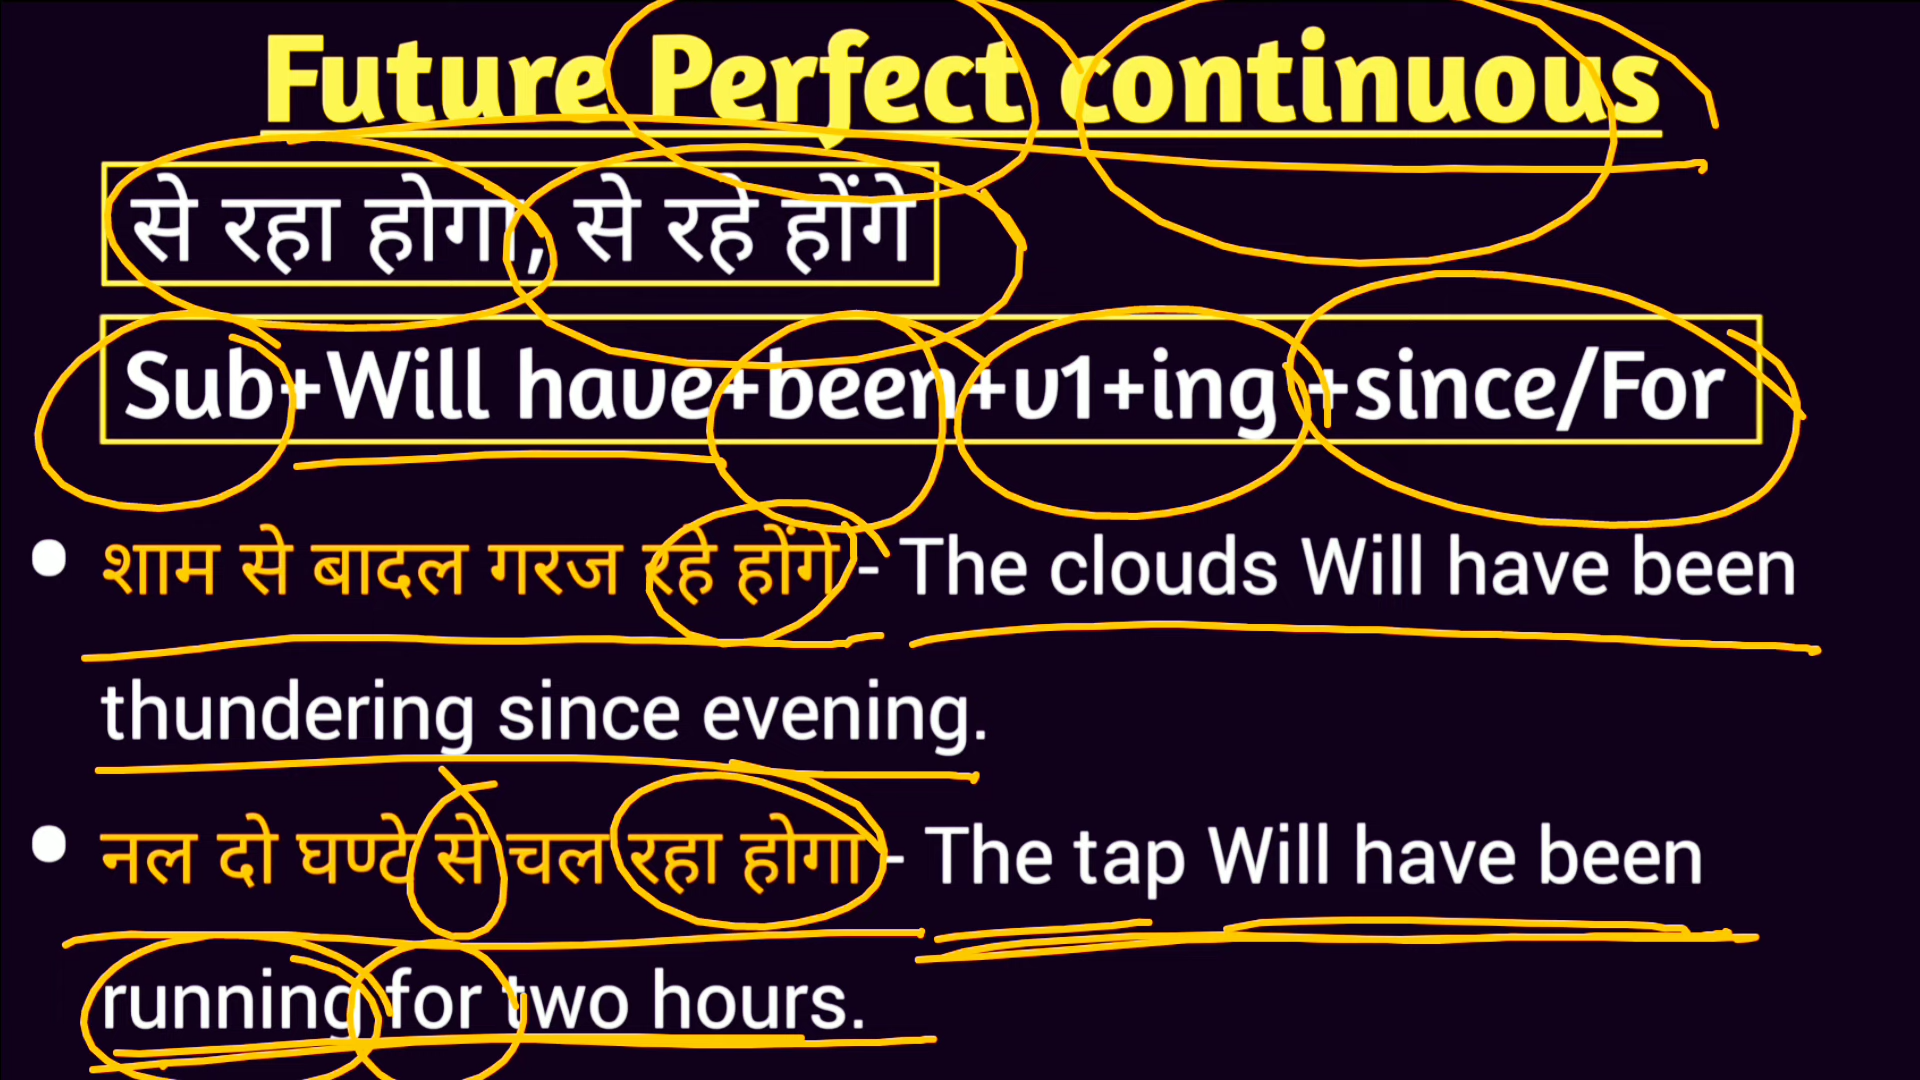 Future Perfect continuous
से रहा होगा, से रहे होंगे
Sub+Will have+been+v1+ing +since/For
• शाम से बादल गरज रहे होंगे - The clouds Will have been
thundering since evening.
• नल दो घण्टे से चल रहा होगा - The tap Will have been
running for two hours.